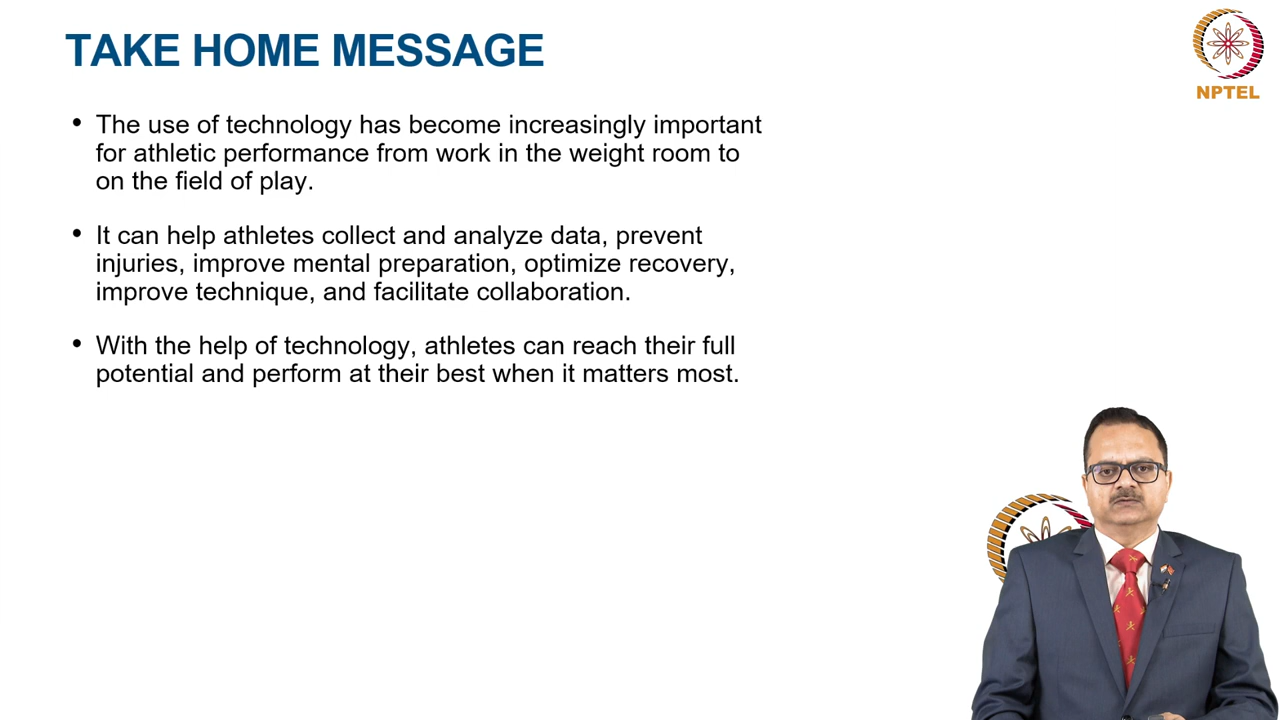 TAKE HOME MESSAGE
NPTEL
• The use of technology has become increasingly important
for athletic performance from work in the weight room to
on the field of play.
• It can help athletes collect and analyze data, prevent
injuries, improve mental preparation, optimize recovery,
improve technique, and facilitate collaboration.
• With the help of technology, athletes can reach their full
potential and perform at their best when it matters most.